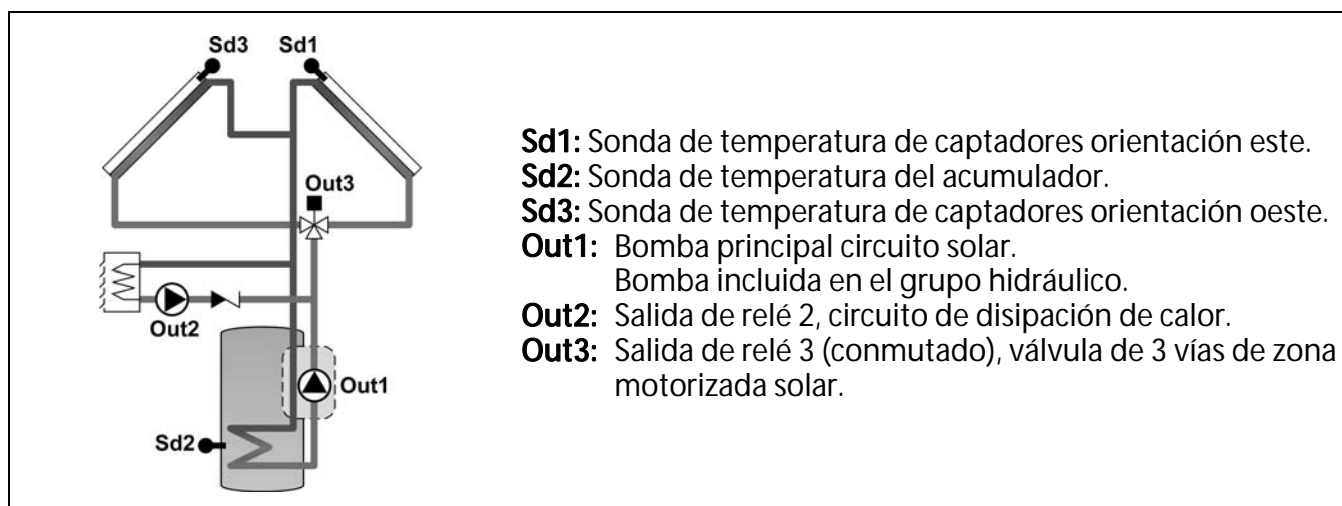 Sd3
Sd1
Out3
Out2
Out1
Sd2
Sd1: Sonda de temperatura de captadores orientación este.
Sd2: Sonda de temperatura del acumulador.
Sd3: Sonda de temperatura de captadores orientación oeste.
Out1: Bomba principal circuito solar.
Bomba incluida en el grupo hidráulico.
Out2: Salida de relé 2, circuito de disipación de calor.
Out3: Salida de relé 3 (conmutado), válvula de 3 vías de zona
motorizada solar.